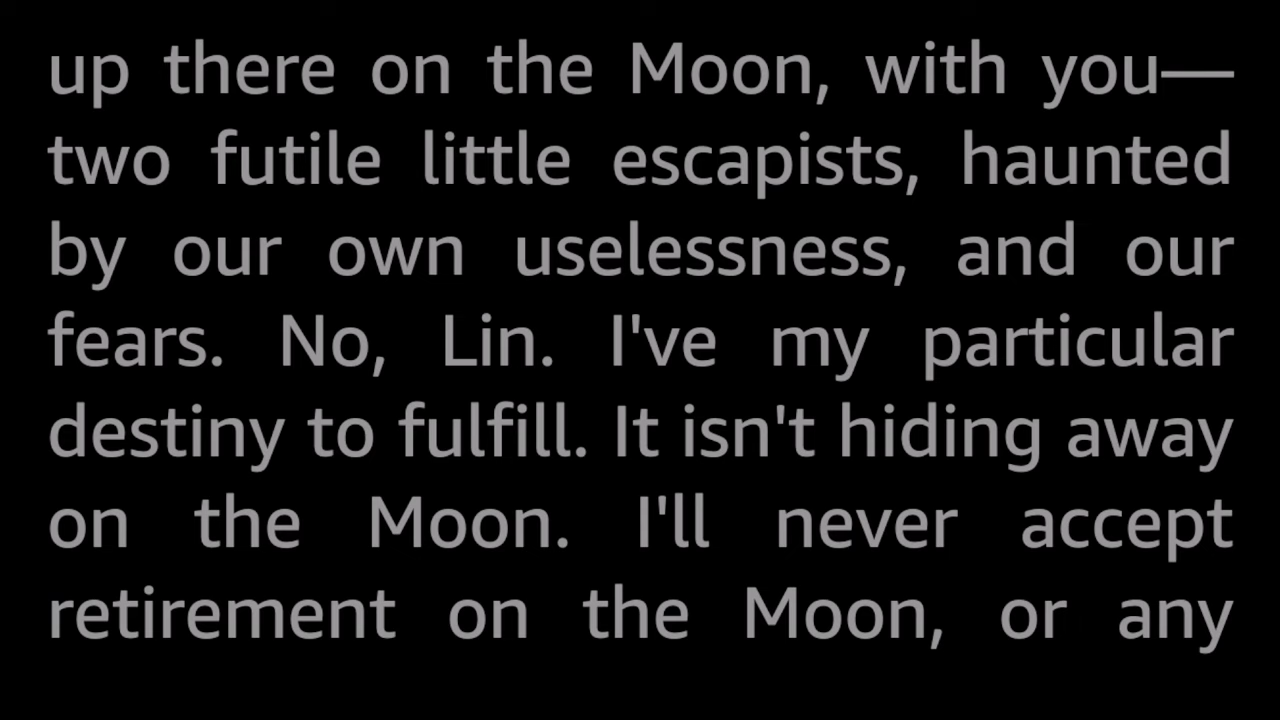 up there on the Moon, with you—
two futile little escapists, haunted
by our own uselessness, and our
fears. No, Lin. I've my particular
destiny to fulfill. It isn't hiding away
on the Moon. I'll never accept
retirement on the Moon, or any